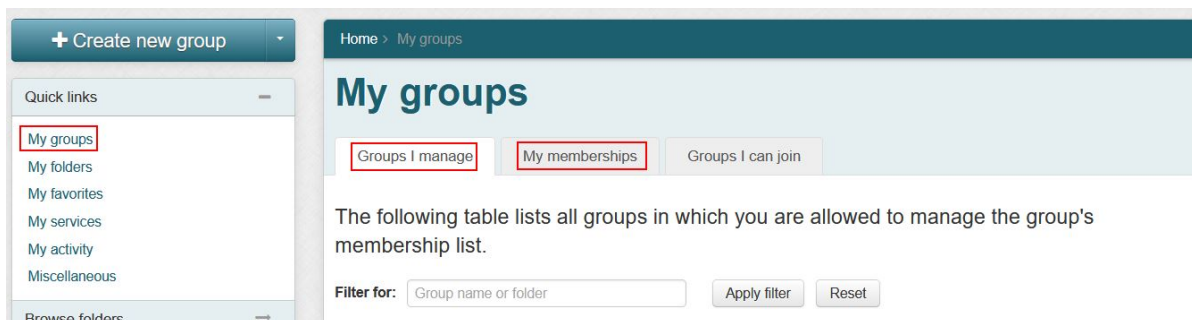 + Create new group
Quick links
My groups
My folders
My favorites
My services
My activity
Miscellaneous
Browse folders
Home > My groups
My groups
Groups I manage
My memberships
Groups I can join
The following table lists all groups in which you are allowed to manage the group's
membership list.
Filter for: Group name or folder Apply filter Reset